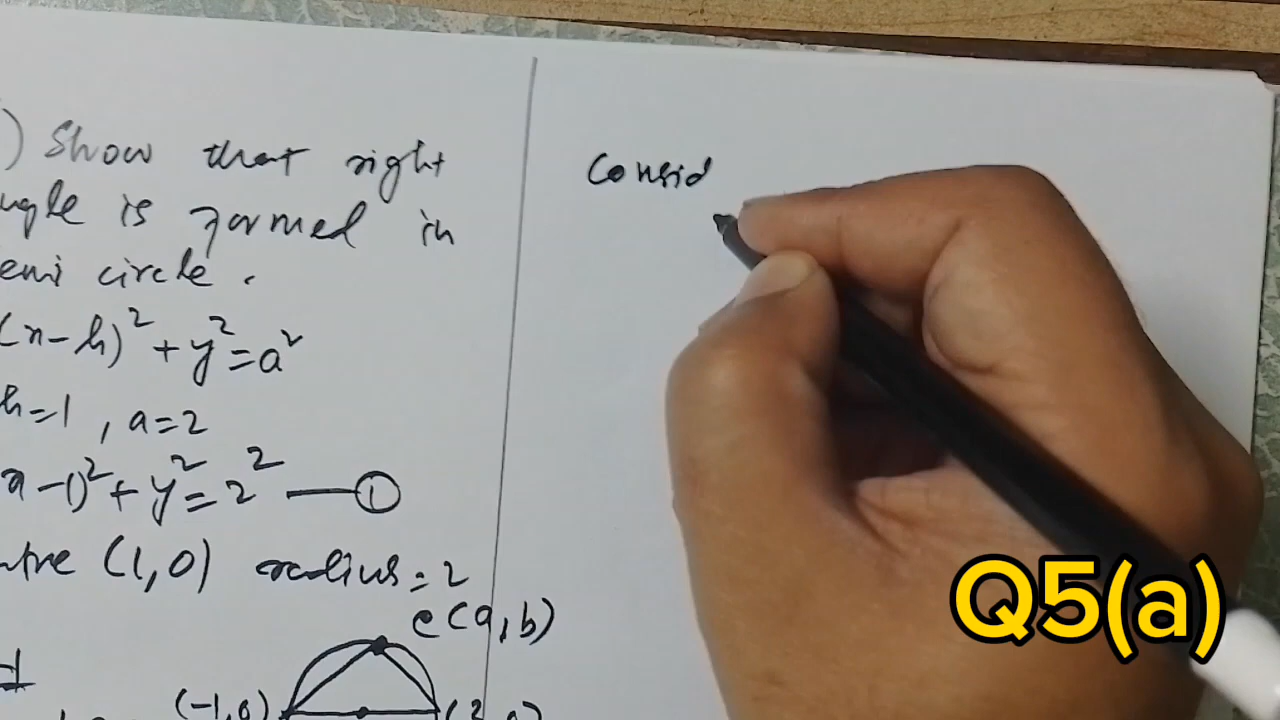 ) Show that right
ngle is formed in
emi circle.
(x-h)² + y² = a²
h=1, a=2
x-1)² + y² = 2² —— ①
ntre (1,0) radius=2
c(a,b)
(-1,0)
Consid
Q5(a)